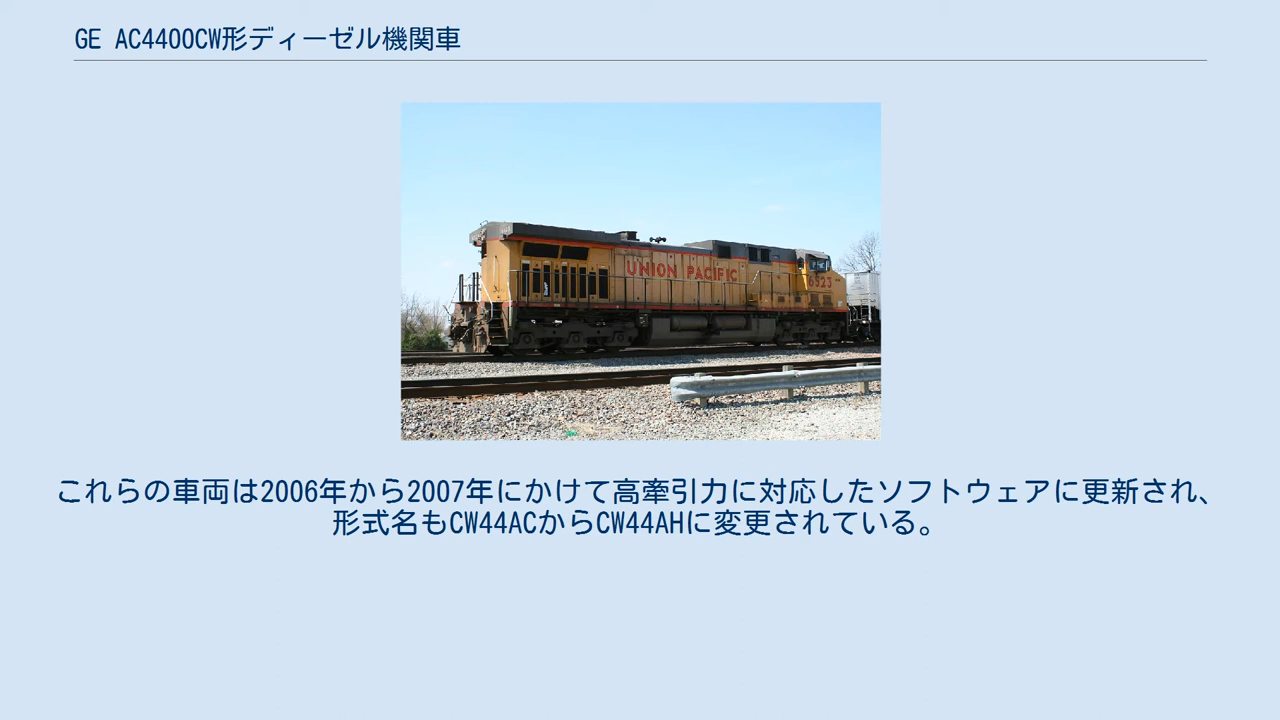 GE AC4400CW形ディーゼル機関車
UNION PACIFIC
6523
これらの車両は2006年から2007年にかけて高牽引力に対応したソフトウェアに更新され、
形式名もCW44ACからCW44AHに変更されている。